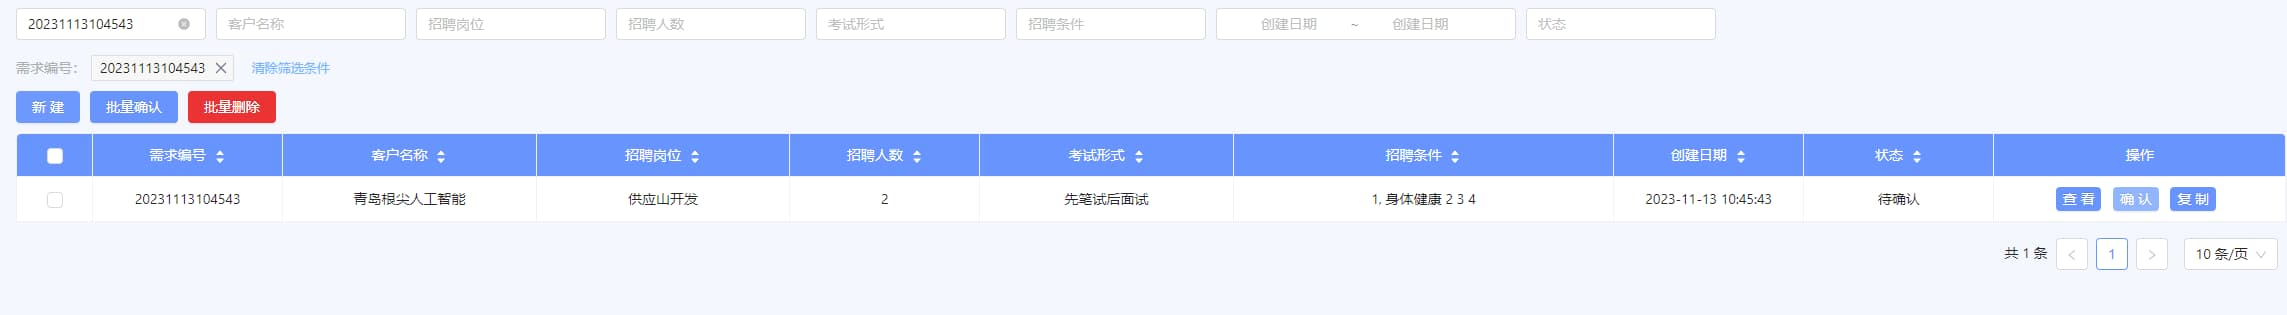 20231113104543 客户名称 招聘岗位 招聘人数 考试形式 招聘条件 创建日期 ~ 创建日期 状态
需求编号: 20231113104543 清除筛选条件
新 建 批量确认 批量删除
需求编号 客户名称 招聘岗位 招聘人数 考试形式 招聘条件 创建日期 状态 操作
20231113104543 青岛根尖人工智能 供应山开发 2 先笔试后面试 1, 身体健康 2 3 4 2023-11-13 10:45:43 待确认 查 看 确 认 复 制
共 1 条 < 1 > 10 条/页